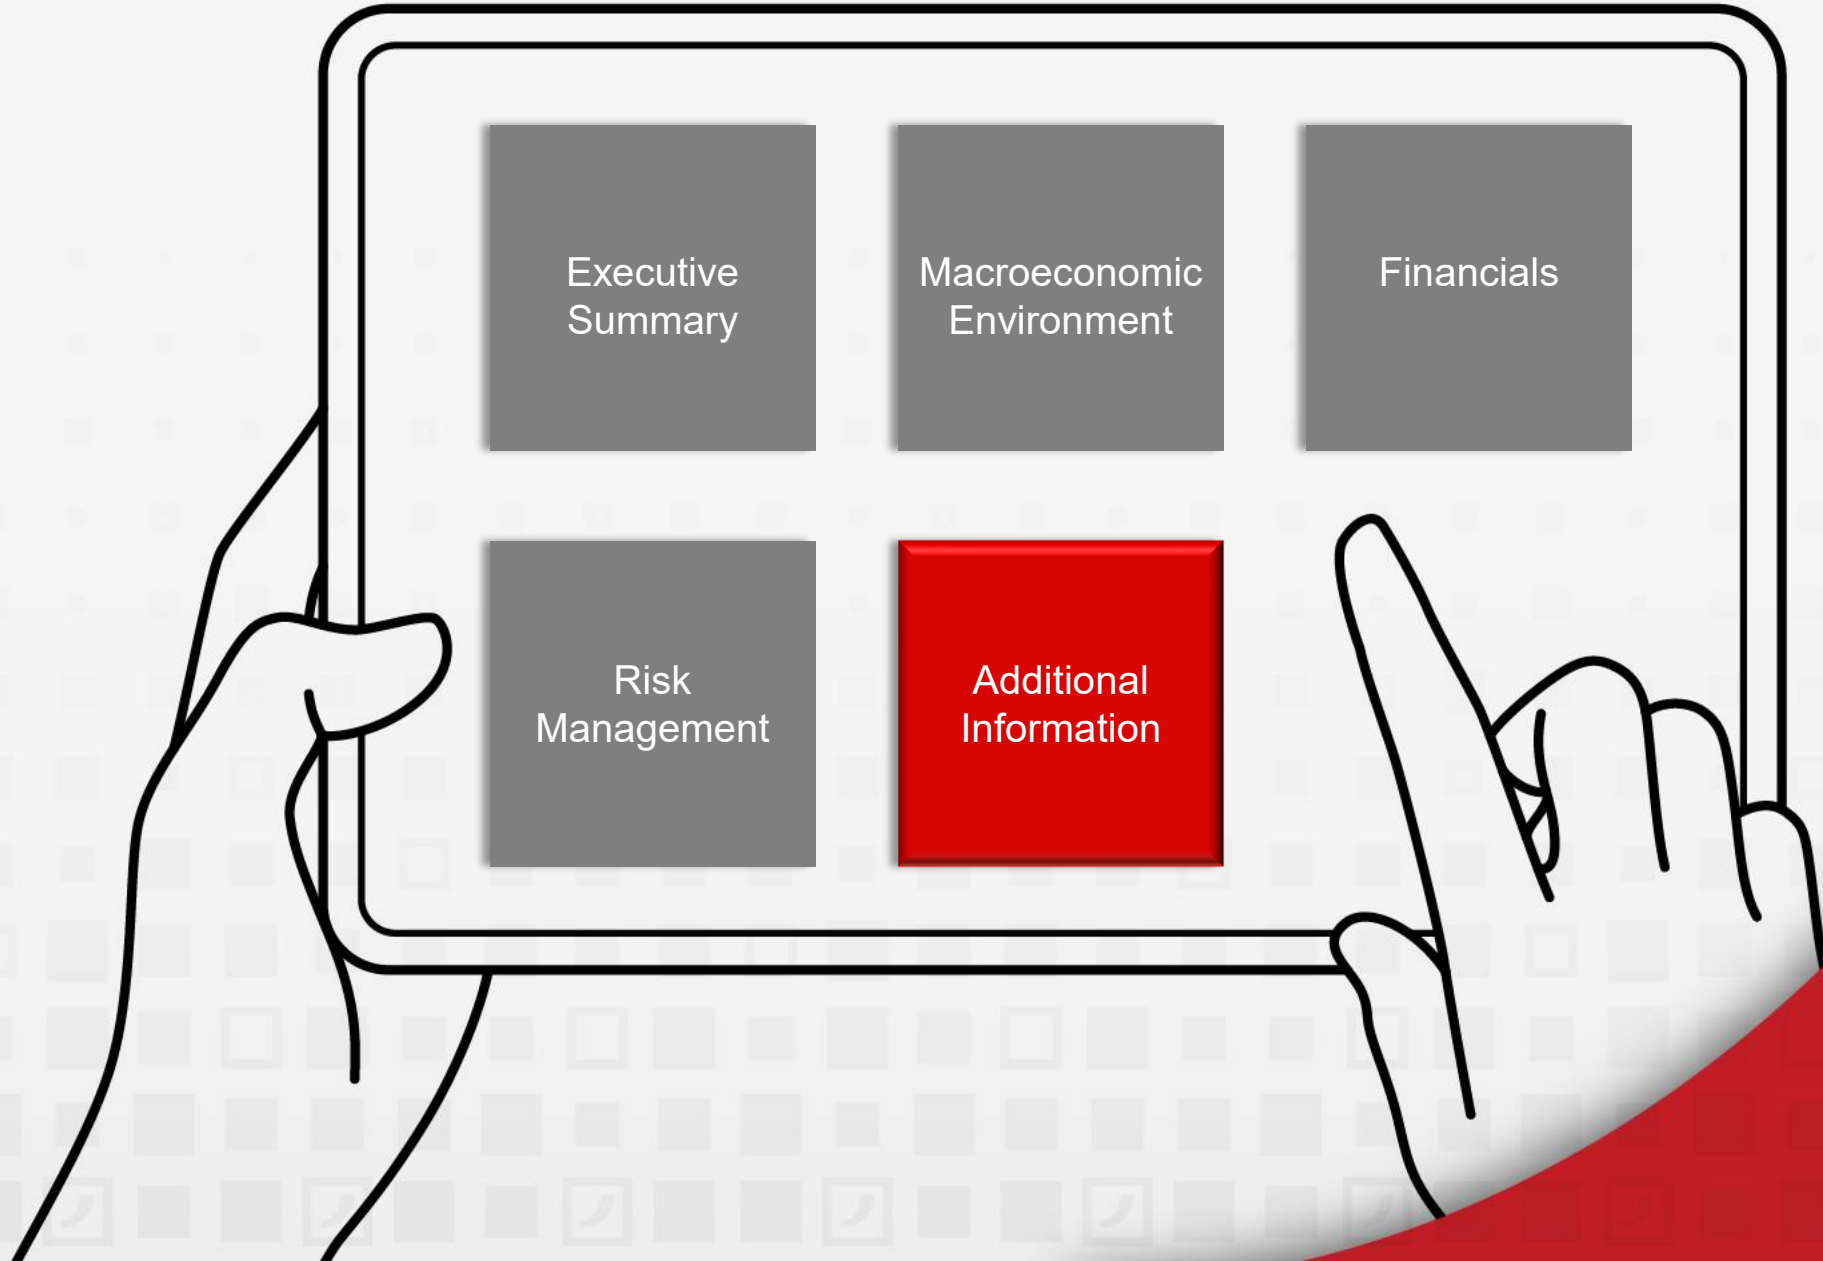 Executive
Summary
Macroeconomic
Environment
Financials
Risk
Management
Additional
Information